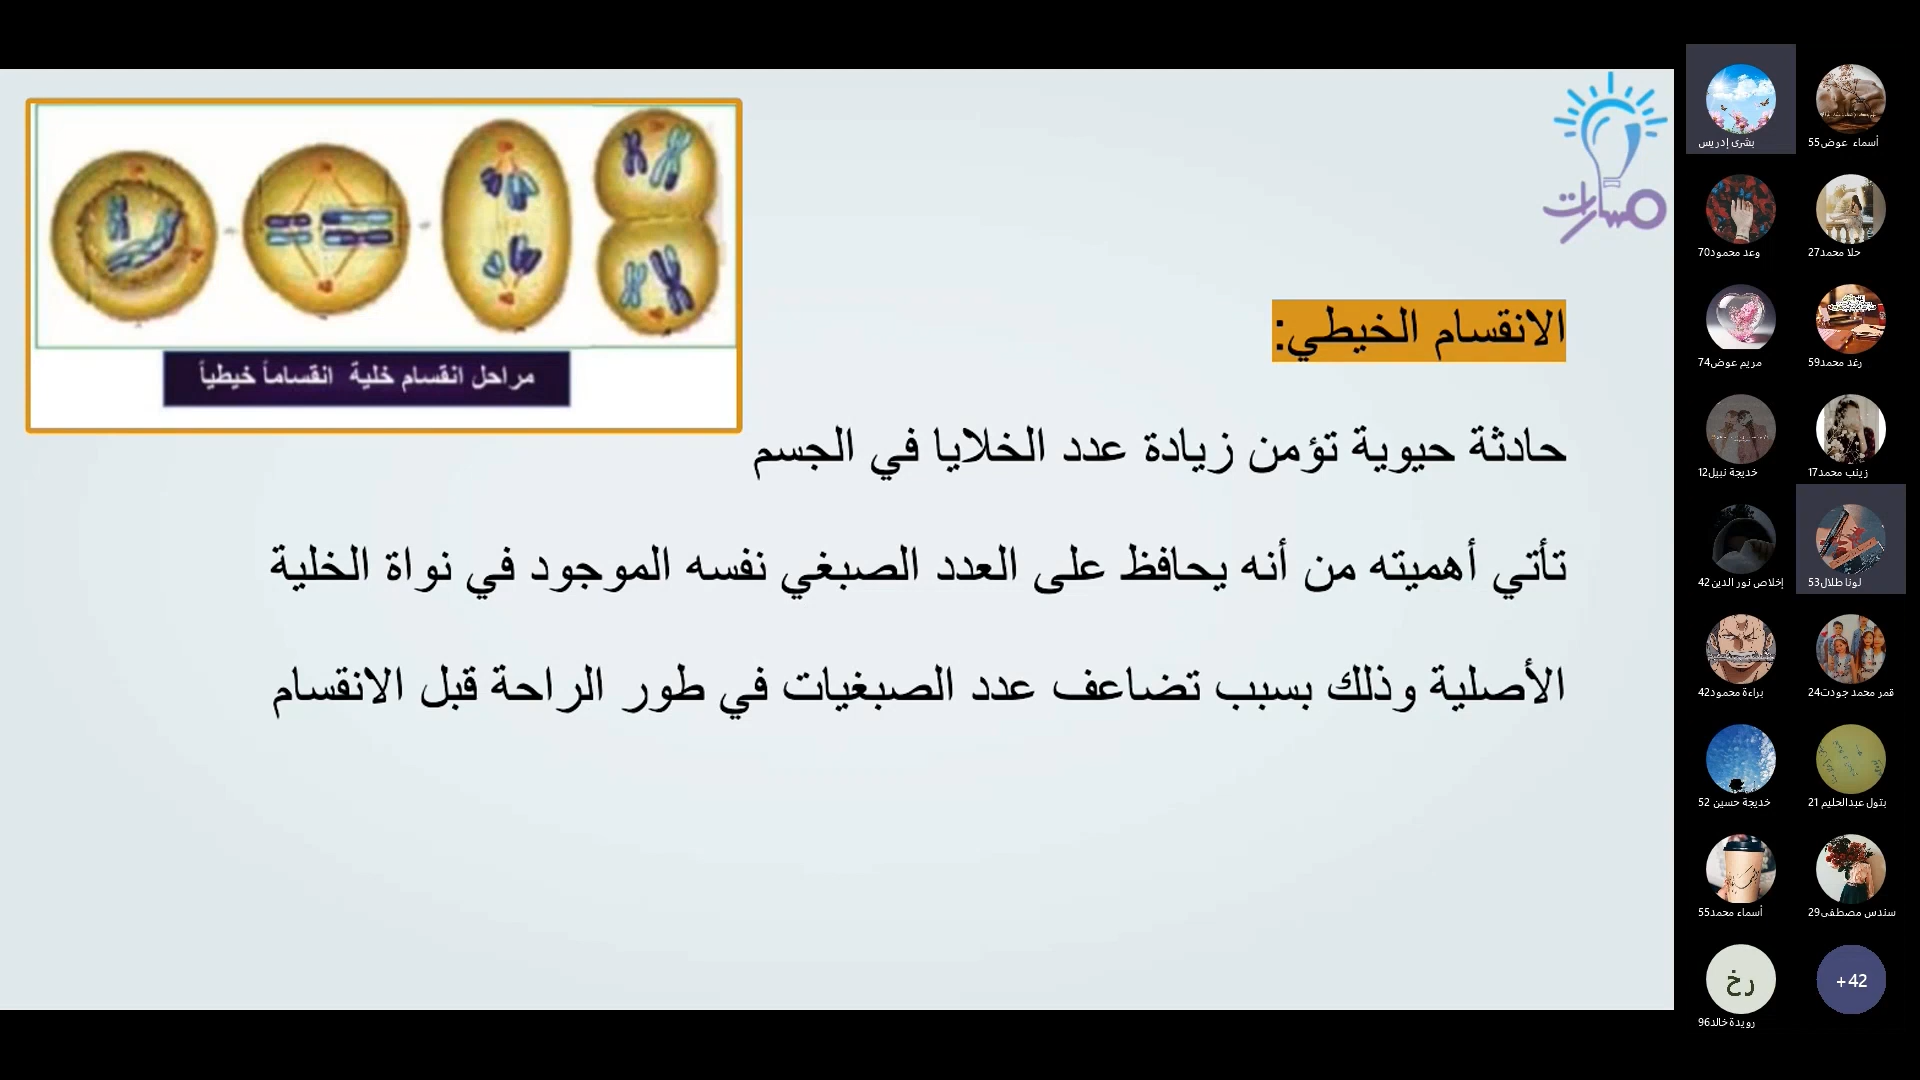 مسارات
الانقسام الخيطي:
حادثة حيوية تؤمن زيادة عدد الخلايا في الجسم
تأتي أهميته من أنه يحافظ على العدد الصبغي نفسه الموجود في نواة الخلية
الأصلية وذلك بسبب تضاعف عدد الصبغيات في طور الراحة قبل الانقسام
مراحل انقسام خلية انقساماً خيطياً
بشرى إدريس
أسماء عوض55
وعد محمود70
حلا محمد27
مريم عوض74
رغد محمد59
خديجة نبيل12
زينب محمد17
إخلاص نور الدين42
لونا طلال53
براءة محمود42
قمر محمد جودت24
خديجة حسين 52
بتول عبدالحليم 21
أسماء محمد55
سندس مصطفى29
رخ
رويدة خالد96
+42